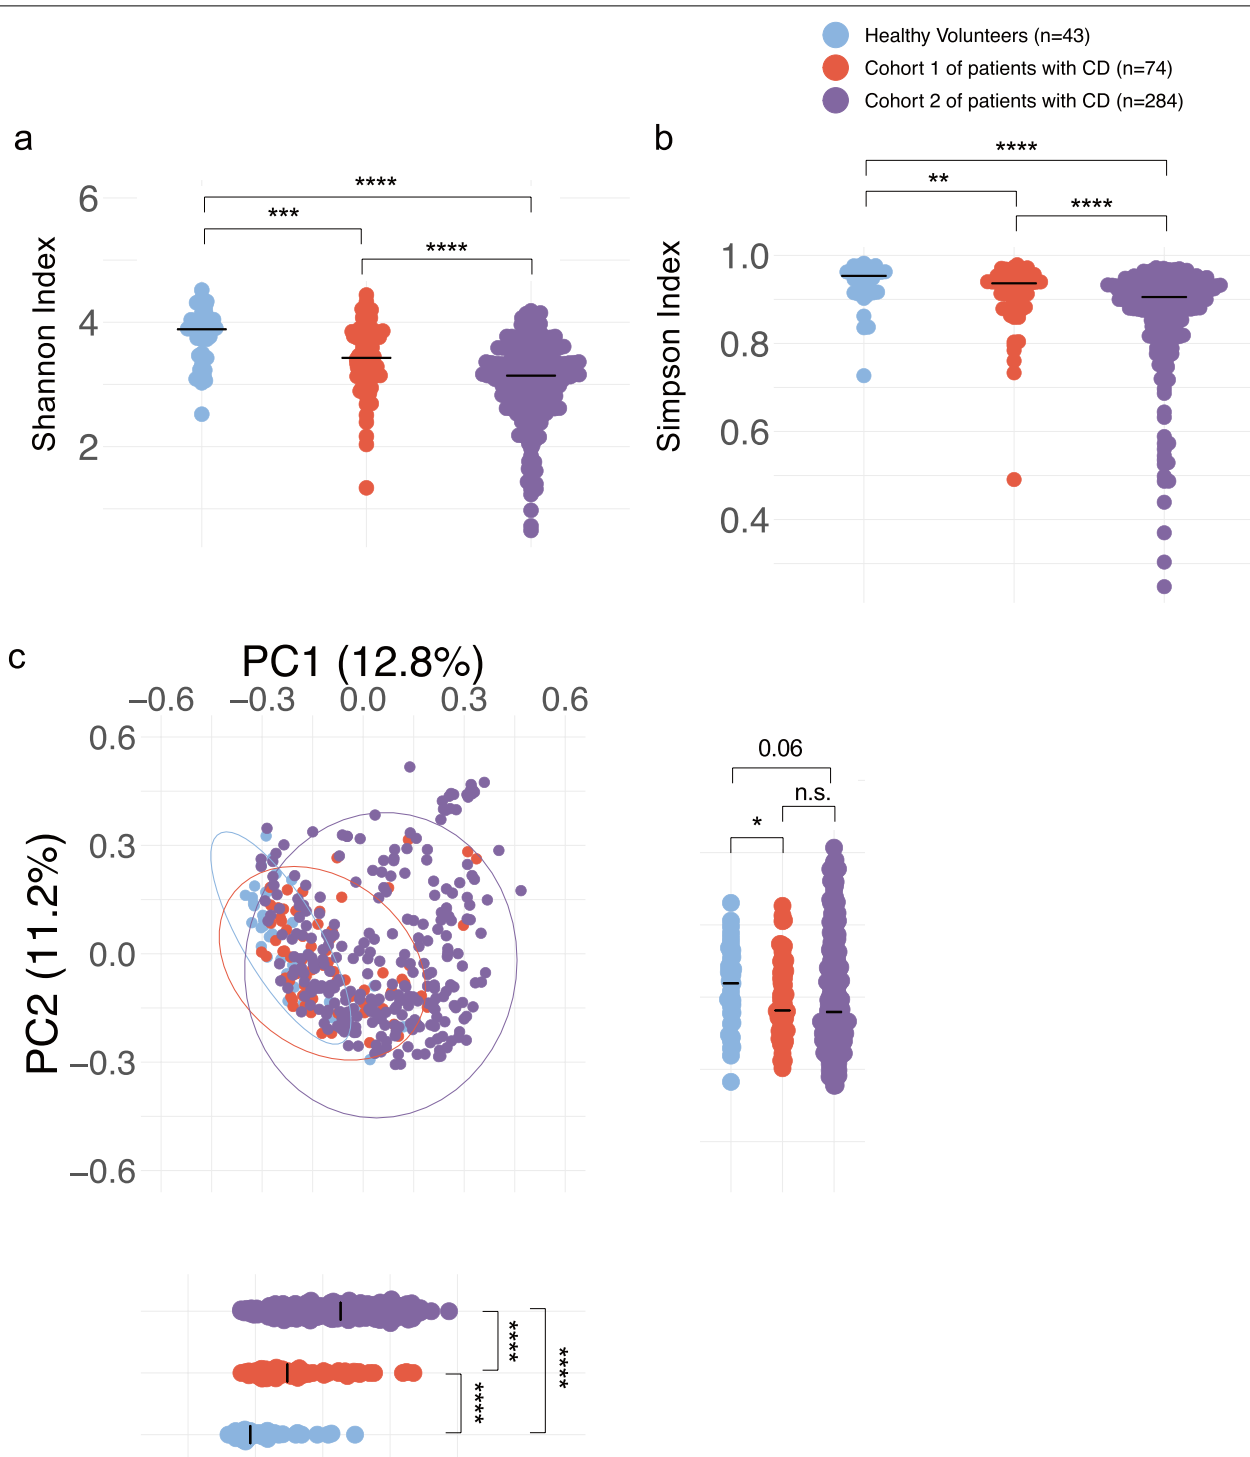 Healthy Volunteers (n=43)
Cohort 1 of patients with CD (n=74)
Cohort 2 of patients with CD (n=284)
a
Shannon Index
6
4
2
****
***
****
b
Simpson Index
1.0
0.8
0.6
0.4
****
**
****
c
PC1 (12.8%)
−0.6 −0.3 0.0 0.3 0.6
PC2 (11.2%)
0.6
0.3
0.0
−0.3
−0.6
0.06
n.s.
*
****
****
****